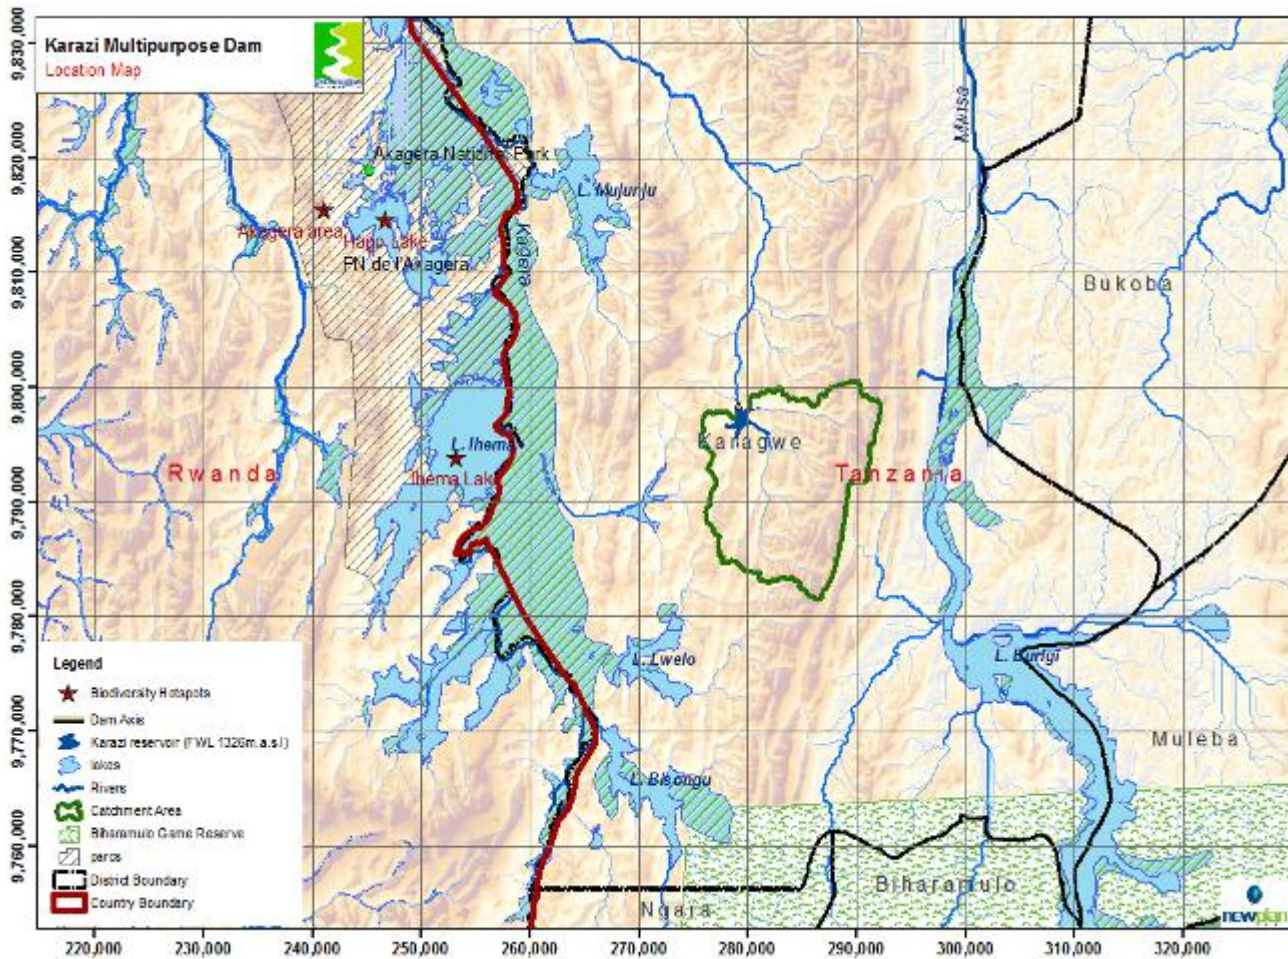 Karazi Multipurpose Dam
Location Map
9,830,000
9,820,000
9,810,000
9,800,000
9,790,000
9,780,000
9,770,000
9,760,000
Akagera National Park
L. Mujunju
Akagera area
Hago Lake
PN de l'Akagera
Kagera
Mwisa
Bukoba
Karagwe
L. Ihema
Ihema Lake
Rwanda
Tanzania
L. Lwelo
L. Burigi
Muleba
L. Bisongu
Biharamulo
Ngara
Legend
Biodiversity Hotspots
Dam Axis
Karazi reservoir (FWL 1326m.a.s.l)
lakes
Rivers
Catchment Area
Biharamulo Game Reserve
parcs
District Boundary
Country Boundary
newplan
220,000 230,000 240,000 250,000 260,000 270,000 280,000 290,000 300,000 310,000 320,000